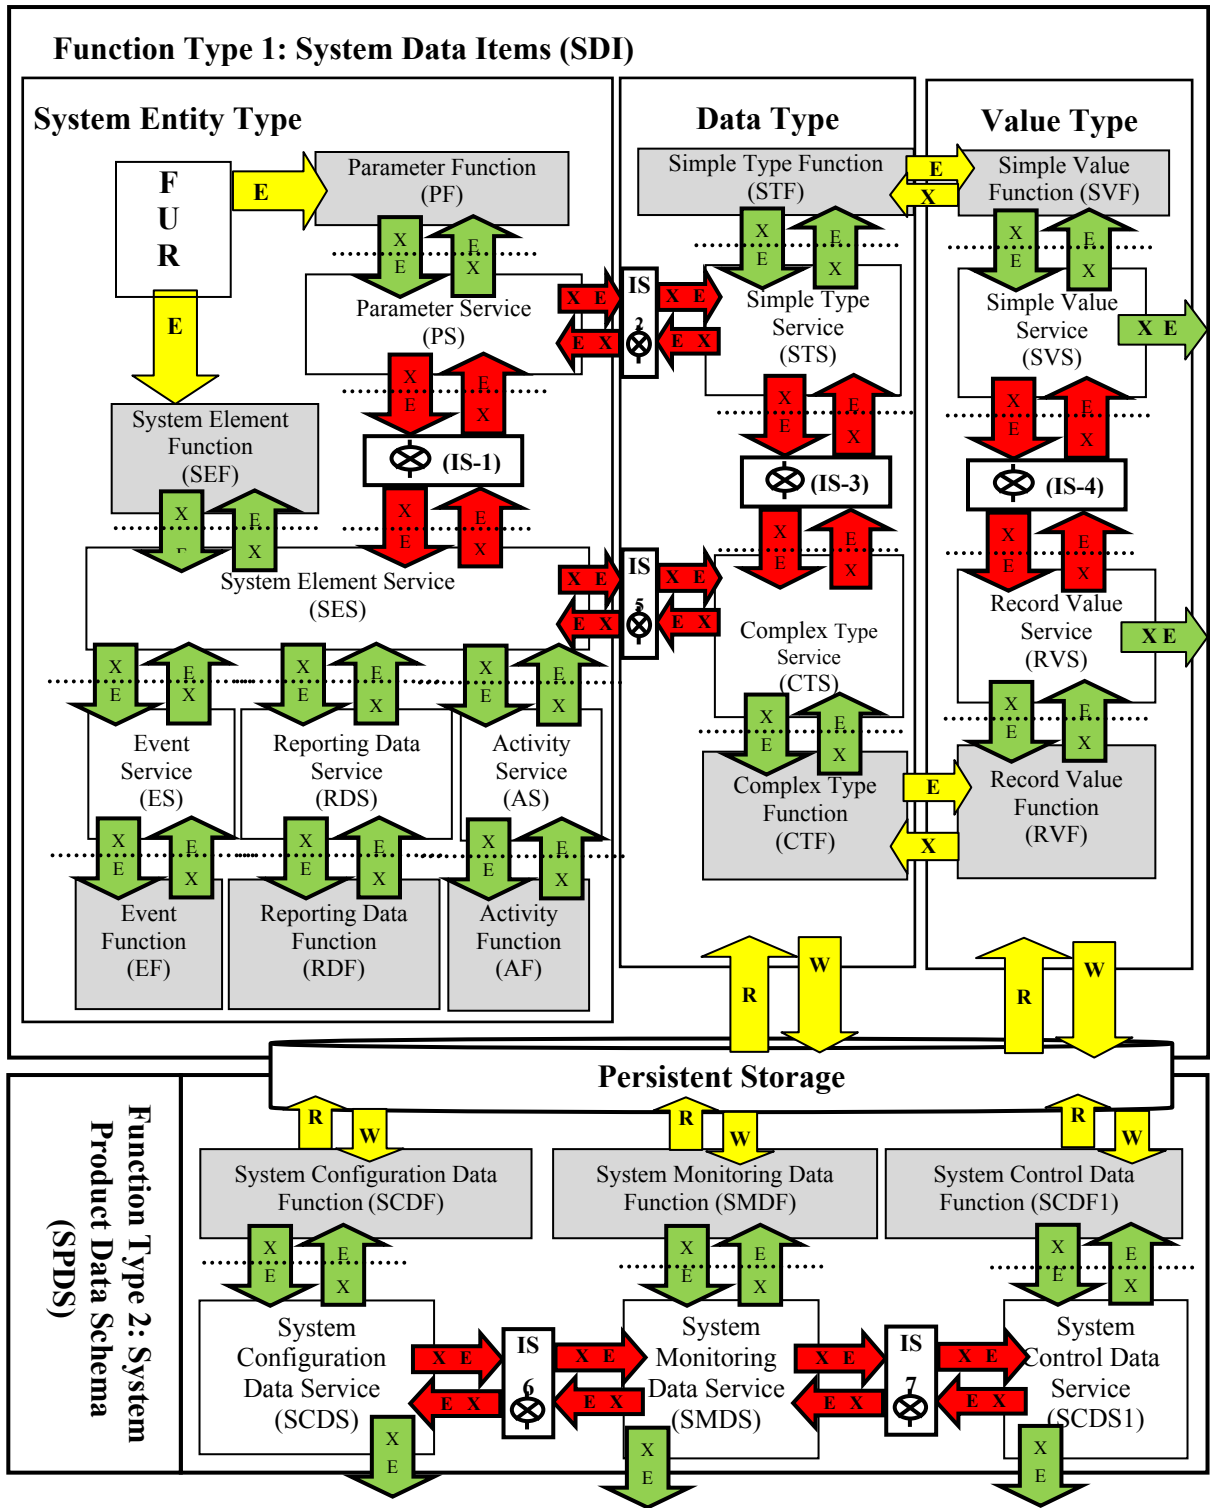 Function Type 1: System Data Items (SDI)
System Entity Type
F
U
R
E
E
Parameter Function
(PF)
X
E
E
X
Parameter Service
(PS)
X
E
E
X
(IS-1)
X
E
E
X
System Element
Function
(SEF)
X
E
X
System Element Service
(SES)
X
E
E
X
X
E
E
X
X
E
E
X
Event
Service
(ES)
Reporting Data
Service
(RDS)
Activity
Service
(AS)
X
E
E
X
X
E
E
X
X
E
E
X
Event
Function
(EF)
Reporting Data
Function
(RDF)
Activity
Function
(AF)
X E
E X
IS
2
X E
E X
X E
E X
IS
5
X E
E X
Data Type
Simple Type Function
(STF)
X
E
E
X
Simple Type
Service
(STS)
X
E
E
X
(IS-3)
X
E
E
X
Complex Type
Service
(CTS)
X
E
E
X
Complex Type
Function
(CTF)
E
X
E
X
Value Type
Simple Value
Function (SVF)
X
E
E
X
Simple Value
Service
(SVS)
X E
X
E
E
X
(IS-4)
X
E
E
X
Record Value
Service
(RVS)
X E
X
E
E
X
Record Value
Function
(RVF)
R
W
R
W
Persistent Storage
Function Type 2: System
Product Data Schema
(SPDS)
R
W
R
W
R
W
System Configuration Data
Function (SCDF)
System Monitoring Data
Function (SMDF)
System Control Data
Function (SCDF1)
X
E
E
X
X
E
E
X
X
E
E
X
System
Configuration
Data Service
(SCDS)
X E
E X
IS
6
X E
E X
System
Monitoring
Data Service
(SMDS)
X E
E X
IS
7
X E
E X
System
Control Data
Service
(SCDS1)
X
E
X
E
X
E